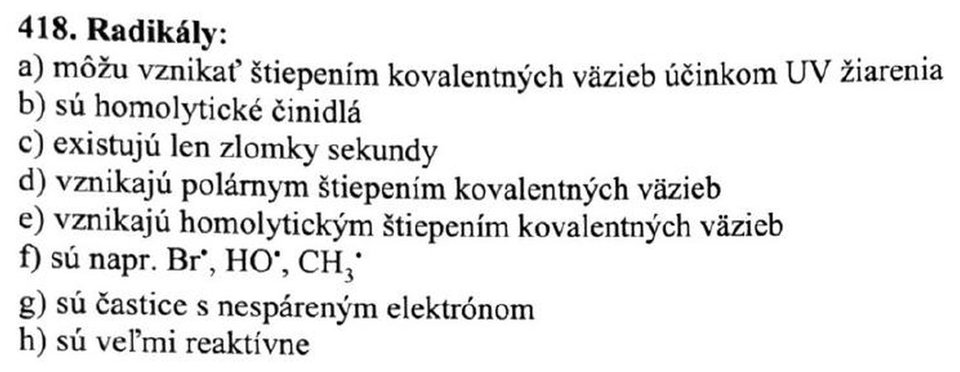 418. Radikály:
a) môžu vznikať štiepením kovalentných väzieb účinkom UV žiarenia
b) sú homolytické činidlá
c) existujú len zlomky sekundy
d) vznikajú polárnym štiepením kovalentných väzieb
e) vznikajú homolytickým štiepením kovalentných väzieb
f) sú napr. Br•, HO•, CH₃•
g) sú častice s nespáreným elektrónom
h) sú veľmi reaktívne